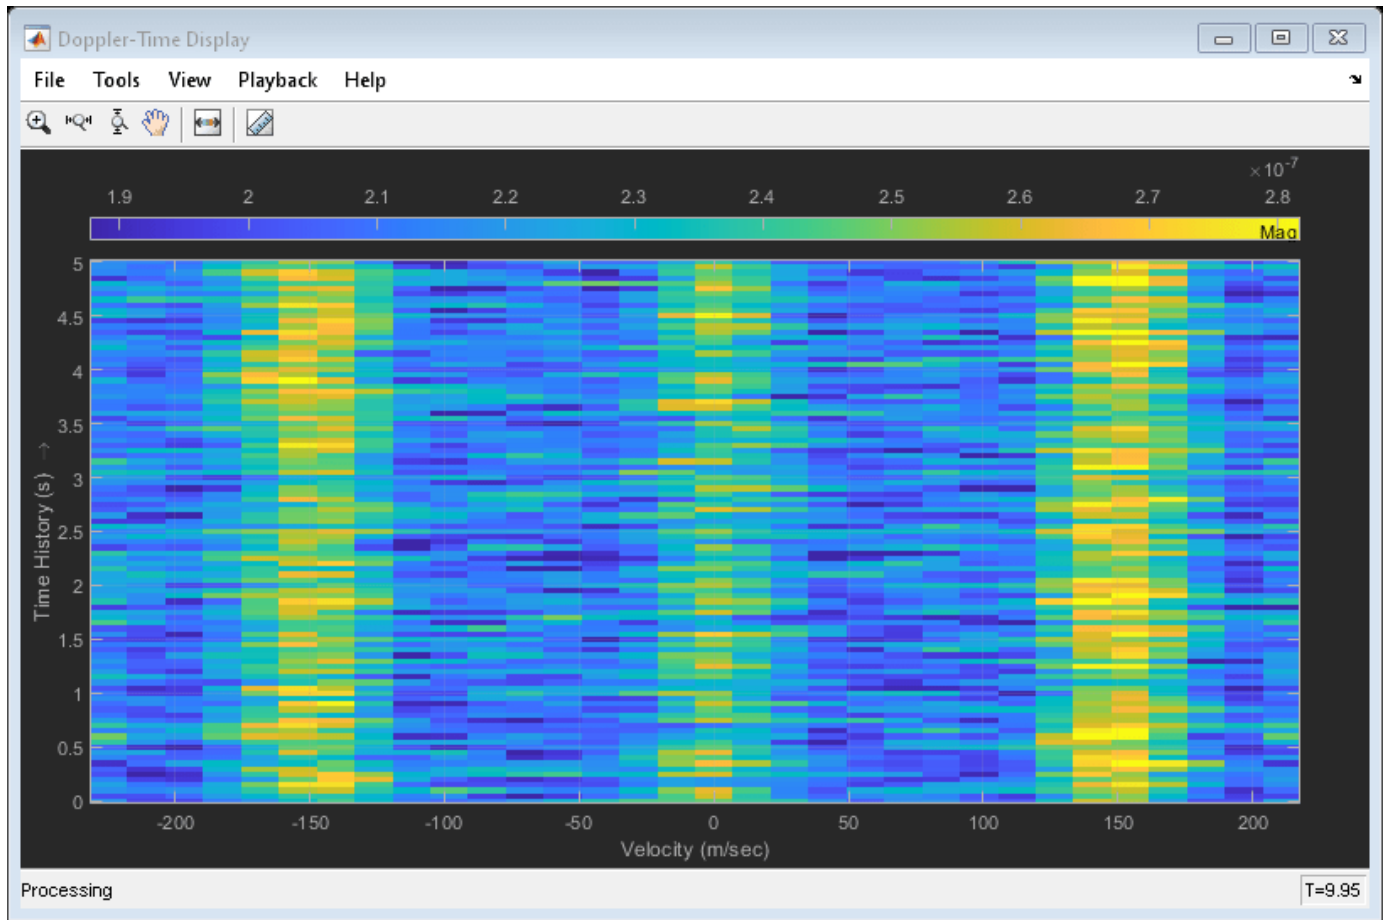 Doppler-Time Display
File Tools View Playback Help
×10-7
1.9 2 2.1 2.2 2.3 2.4 2.5 2.6 2.7 2.8
Mag
5
4.5
4
3.5
3
2.5
2
1.5
1
0.5
0
Time History (s) →
-200 -150 -100 -50 0 50 100 150 200
Velocity (m/sec)
Processing T=9.95